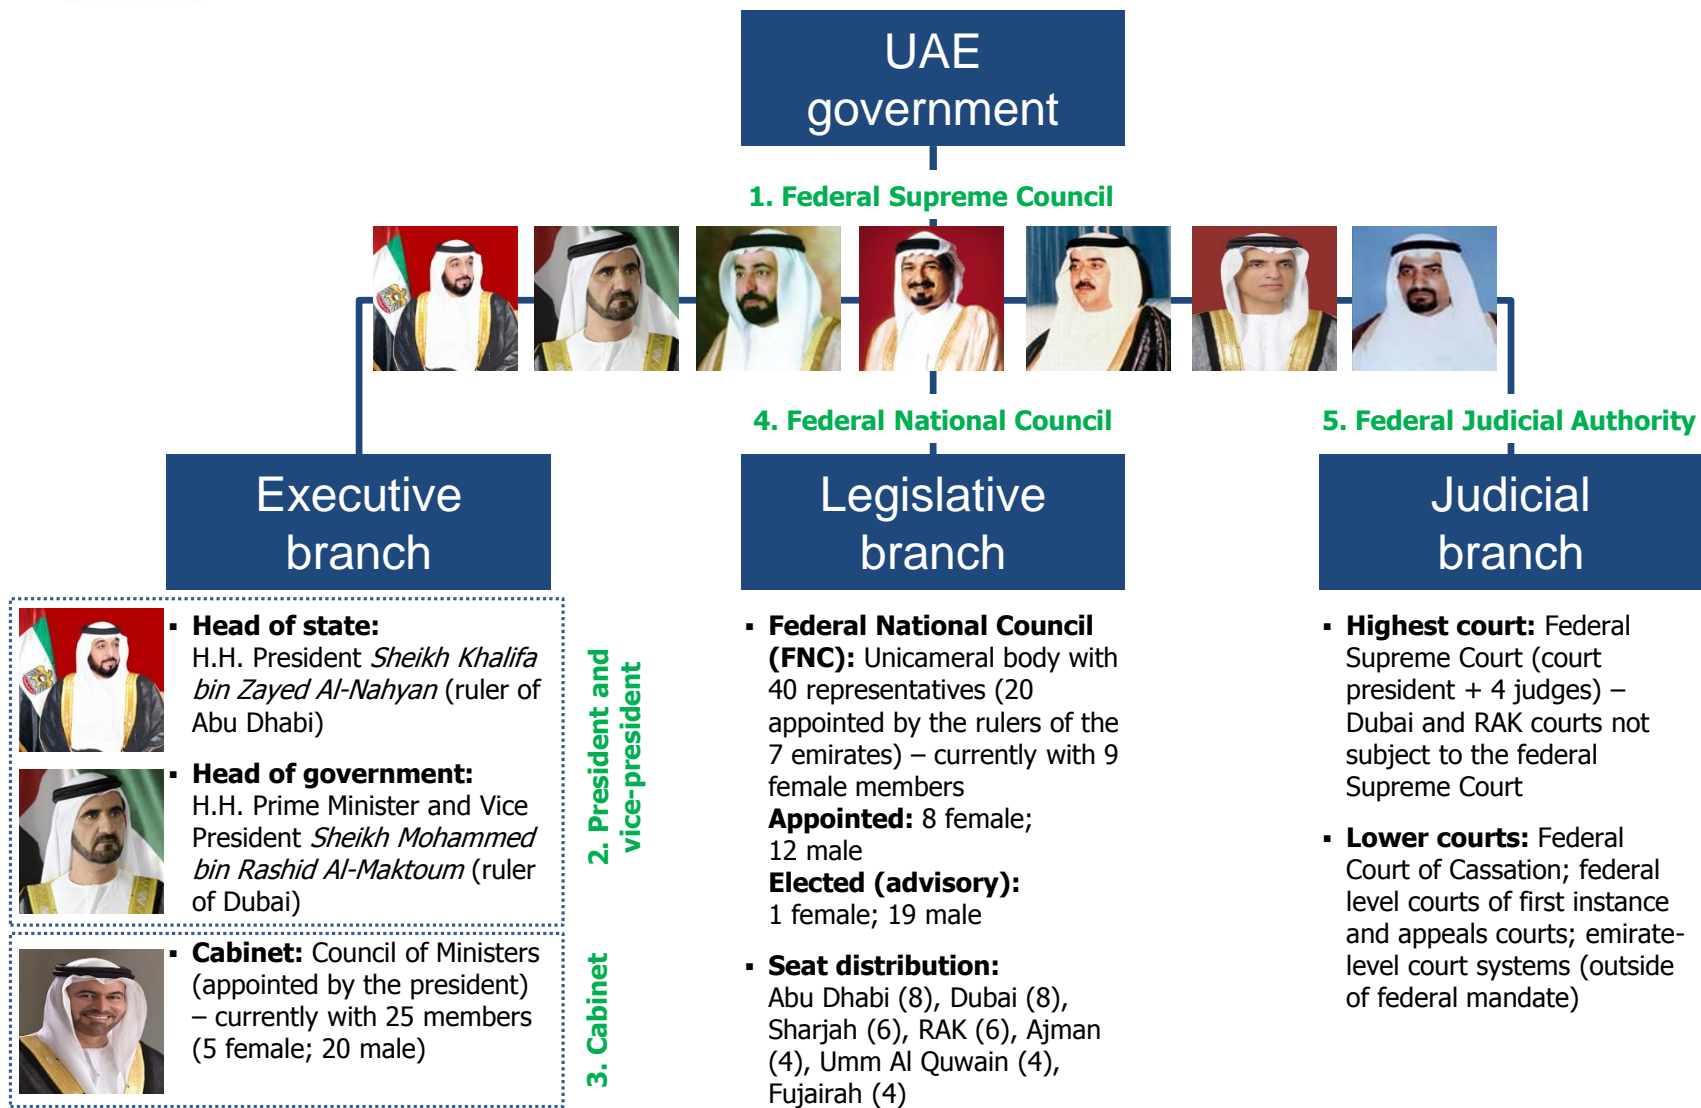 UAE
government
1. Federal Supreme Council
4. Federal National Council
5. Federal Judicial Authority
Executive
branch
▪ Head of state:
H.H. President Sheikh Khalifa
bin Zayed Al-Nahyan (ruler of
Abu Dhabi)
▪ Head of government:
H.H. Prime Minister and Vice
President Sheikh Mohammed
bin Rashid Al-Maktoum (ruler
of Dubai)
2. President and
vice-president
▪ Cabinet: Council of Ministers
(appointed by the president)
– currently with 25 members
(5 female; 20 male)
3. Cabinet
Legislative
branch
▪ Federal National Council
(FNC): Unicameral body with
40 representatives (20
appointed by the rulers of the
7 emirates) – currently with 9
female members
Appointed: 8 female;
12 male
Elected (advisory):
1 female; 19 male
▪ Seat distribution:
Abu Dhabi (8), Dubai (8),
Sharjah (6), RAK (6), Ajman
(4), Umm Al Quwain (4),
Fujairah (4)
Judicial
branch
▪ Highest court: Federal
Supreme Court (court
president + 4 judges) –
Dubai and RAK courts not
subject to the federal
Supreme Court
▪ Lower courts: Federal
Court of Cassation; federal
level courts of first instance
and appeals courts; emirate-
level court systems (outside
of federal mandate)